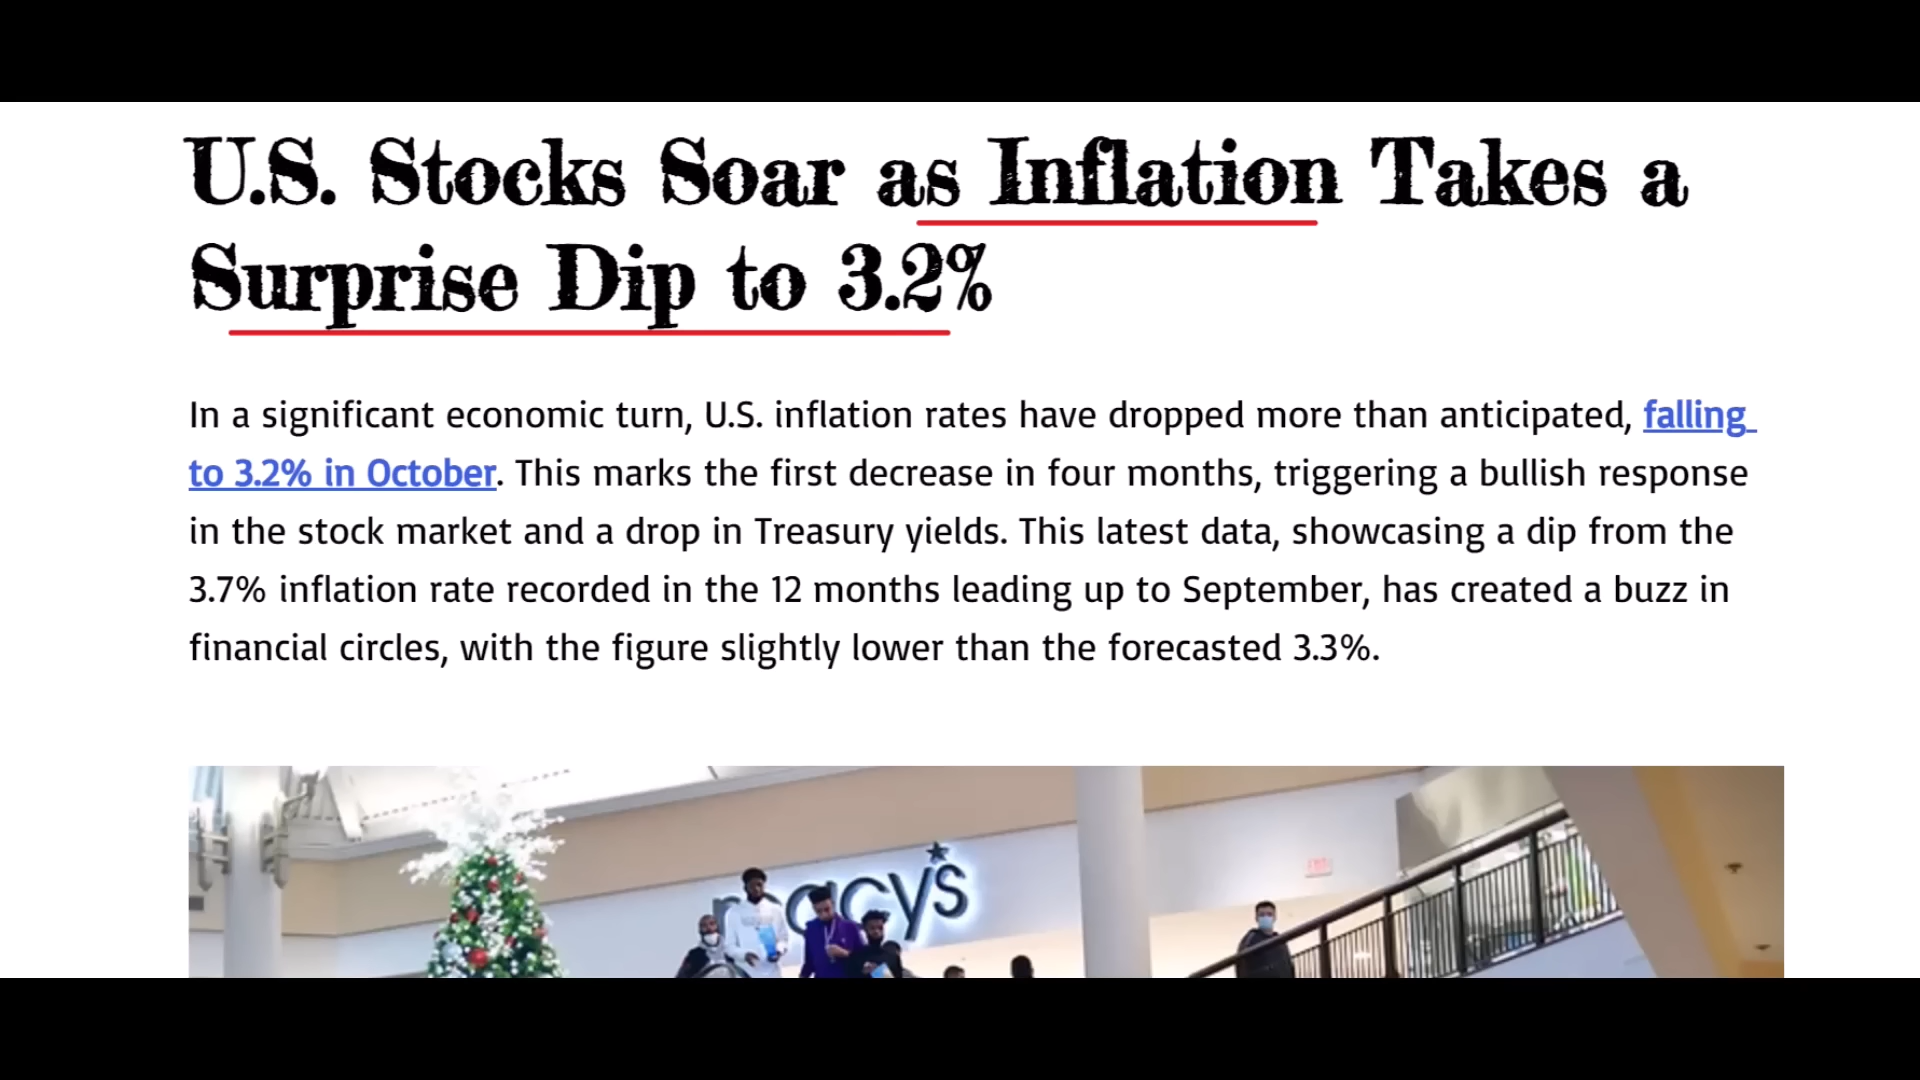 U.S. Stocks Soar as Inflation Takes a
Surprise Dip to 3.2%
In a significant economic turn, U.S. inflation rates have dropped more than anticipated, falling
to 3.2% in October. This marks the first decrease in four months, triggering a bullish response
in the stock market and a drop in Treasury yields. This latest data, showcasing a dip from the
3.7% inflation rate recorded in the 12 months leading up to September, has created a buzz in
financial circles, with the figure slightly lower than the forecasted 3.3%.
macy's